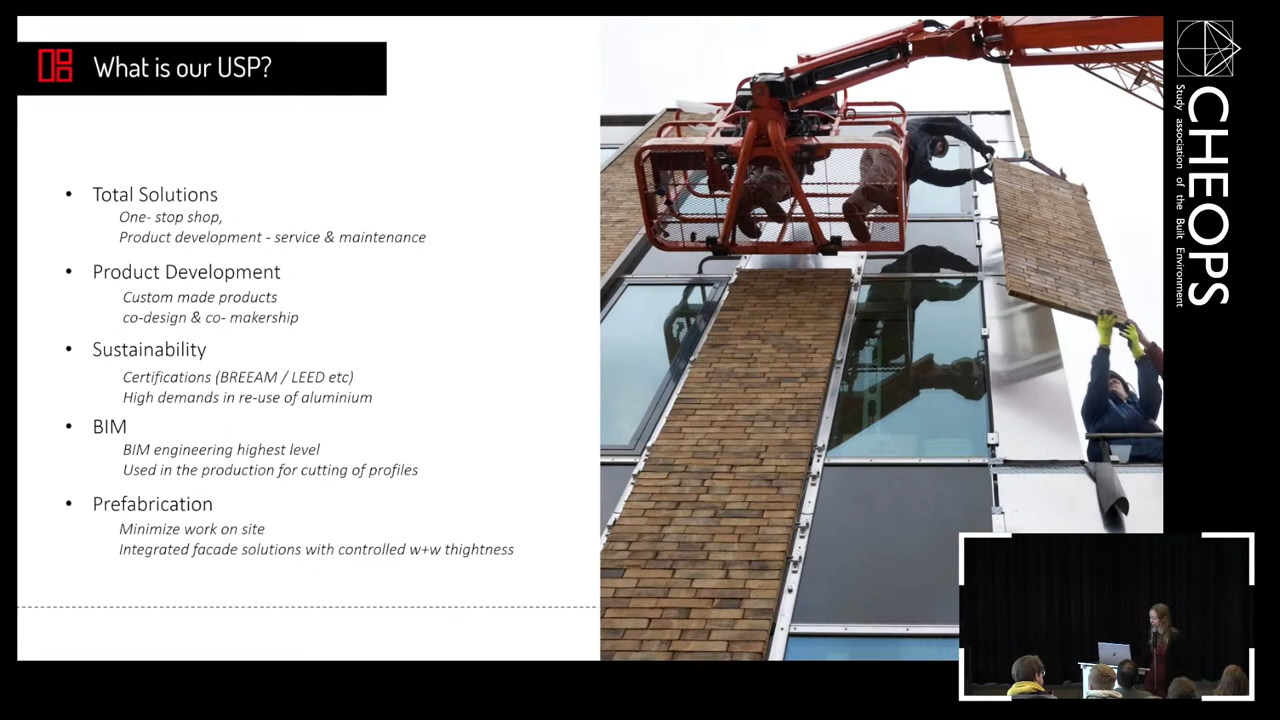 What is our USP?
• Total Solutions
One- stop shop,
Product development - service & maintenance
• Product Development
Custom made products
co-design & co- makership
• Sustainability
Certifications (BREEAM / LEED etc)
High demands in re-use of aluminium
• BIM
BIM engineering highest level
Used in the production for cutting of profiles
• Prefabrication
Minimize work on site
Integrated facade solutions with controlled w+w thightness
CHEOPS
Study association of the Built Environment